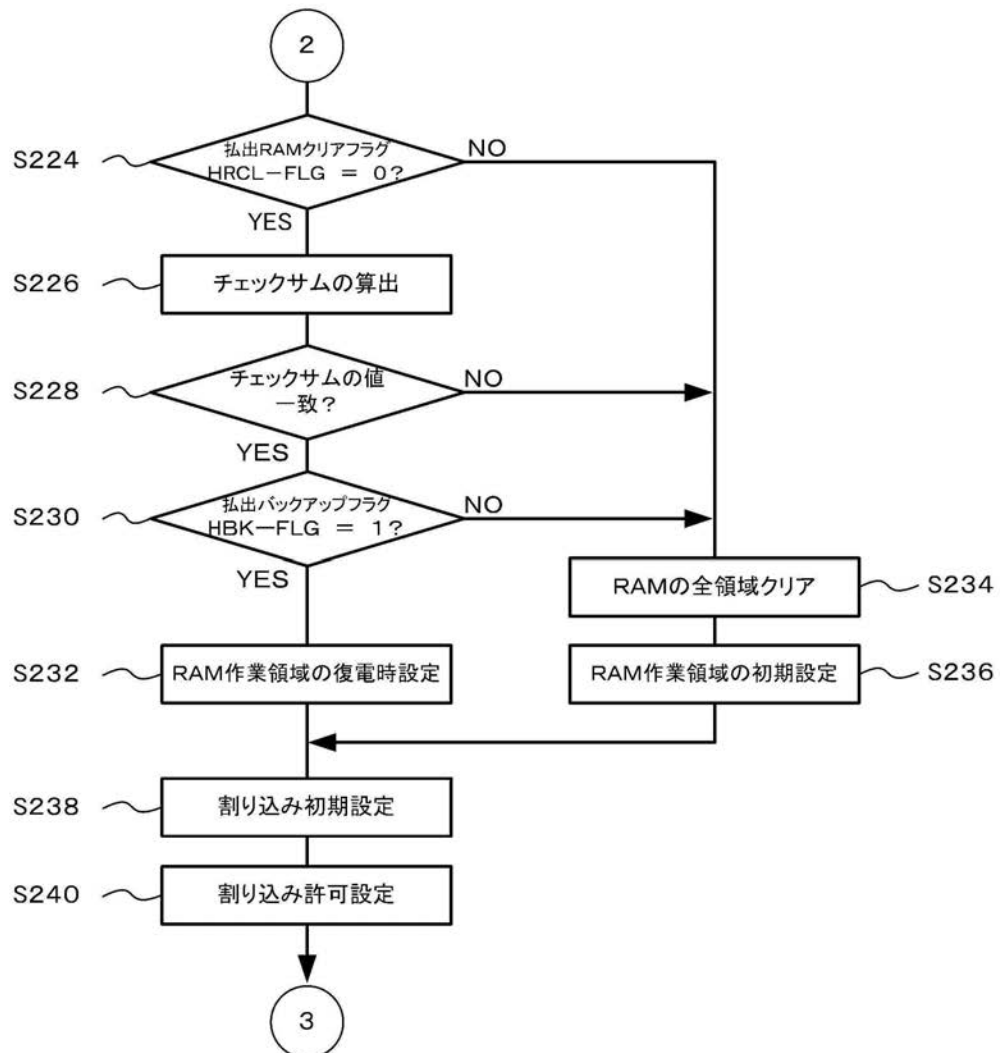 2
S224
払出RAMクリアフラグ
HRCL－FLG ＝ 0？
NO
YES
S226
チェックサムの算出
S228
チェックサムの値
一致？
NO
YES
S230
払出バックアップフラグ
HBK－FLG ＝ 1？
NO
YES
RAMの全領域クリア
S234
S232
RAM作業領域の復電時設定
RAM作業領域の初期設定
S236
S238
割り込み初期設定
S240
割り込み許可設定
3